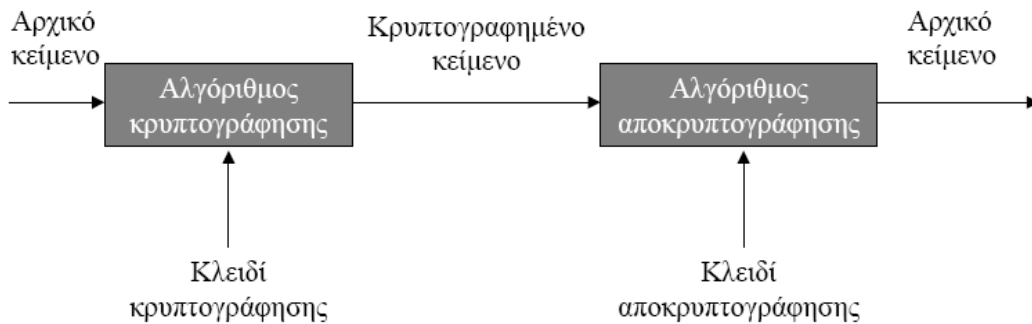 Αρχικό
κείμενο
Αλγόριθμος
κρυπτογράφησης
Κρυπτογραφημένο
κείμενο
Αλγόριθμος
αποκρυπτογράφησης
Αρχικό
κείμενο
Κλειδί
κρυπτογράφησης
Κλειδί
αποκρυπτογράφησης